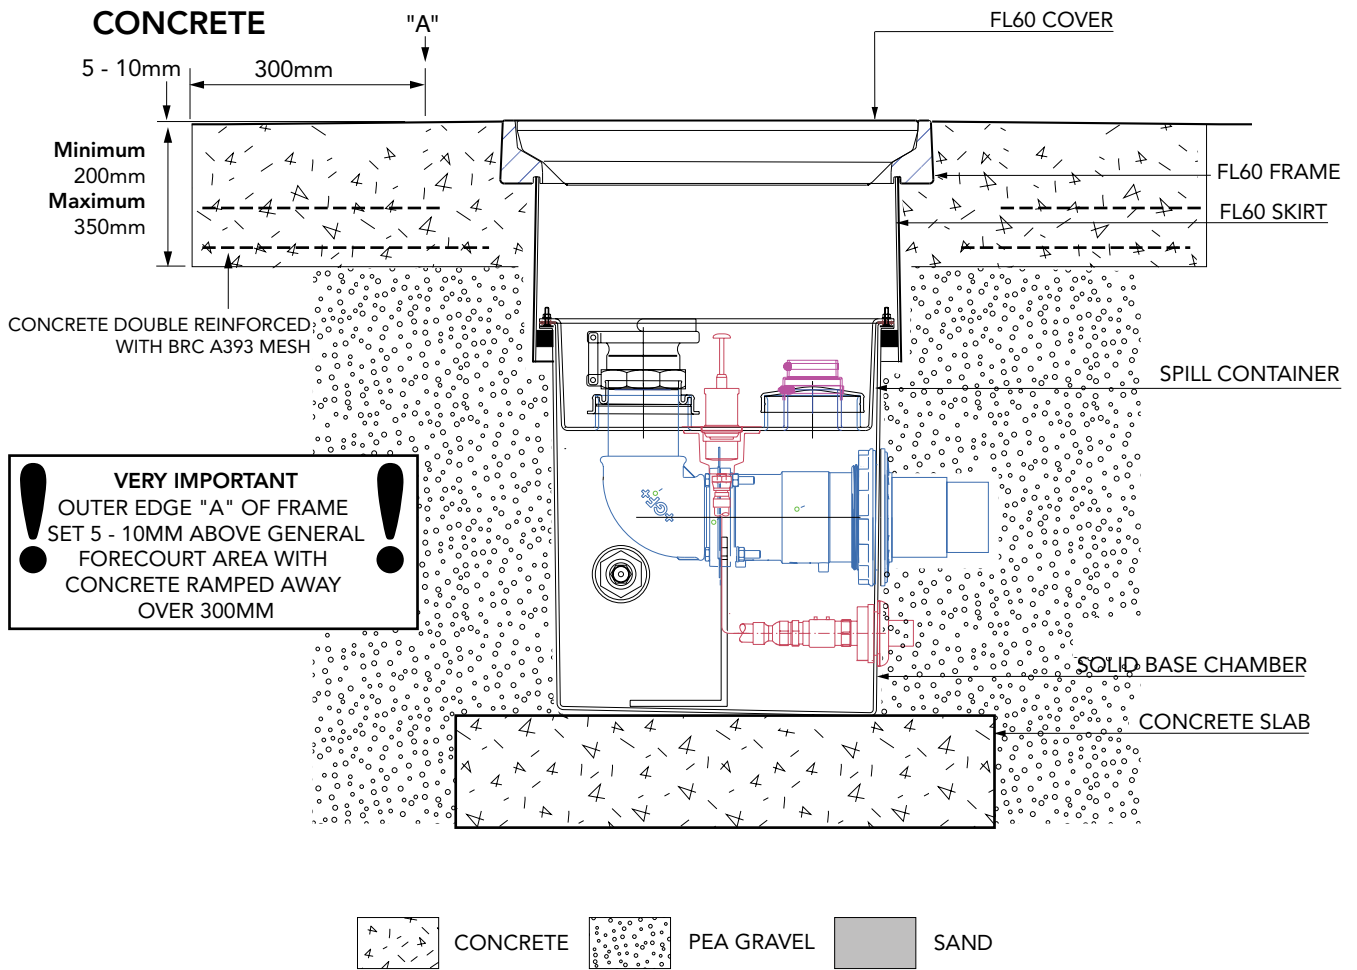 CONCRETE
"A"
FL60 COVER
5 - 10mm
300mm
Minimum
200mm
Maximum
350mm
FL60 FRAME
FL60 SKIRT
CONCRETE DOUBLE REINFORCED
WITH BRC A393 MESH
SPILL CONTAINER
VERY IMPORTANT
OUTER EDGE "A" OF FRAME
SET 5 - 10MM ABOVE GENERAL
FORECOURT AREA WITH
CONCRETE RAMPED AWAY
OVER 300MM
SOLID BASE CHAMBER
CONCRETE SLAB
CONCRETE
PEA GRAVEL
SAND